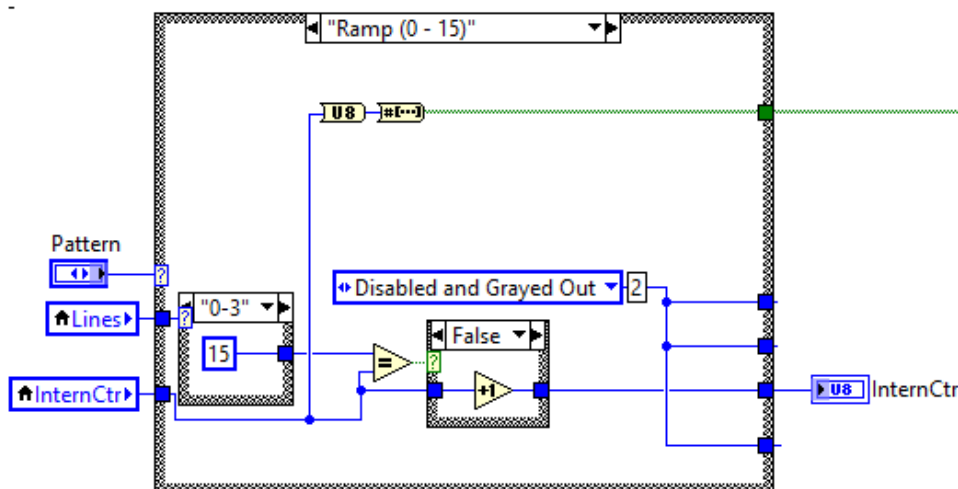 "Ramp (0 - 15)"
U8 #[...]
Pattern
?
Disabled and Grayed Out 2
Lines
?
"0-3"
15
=
False
?
+1
InternCtr
U8 InternCtr